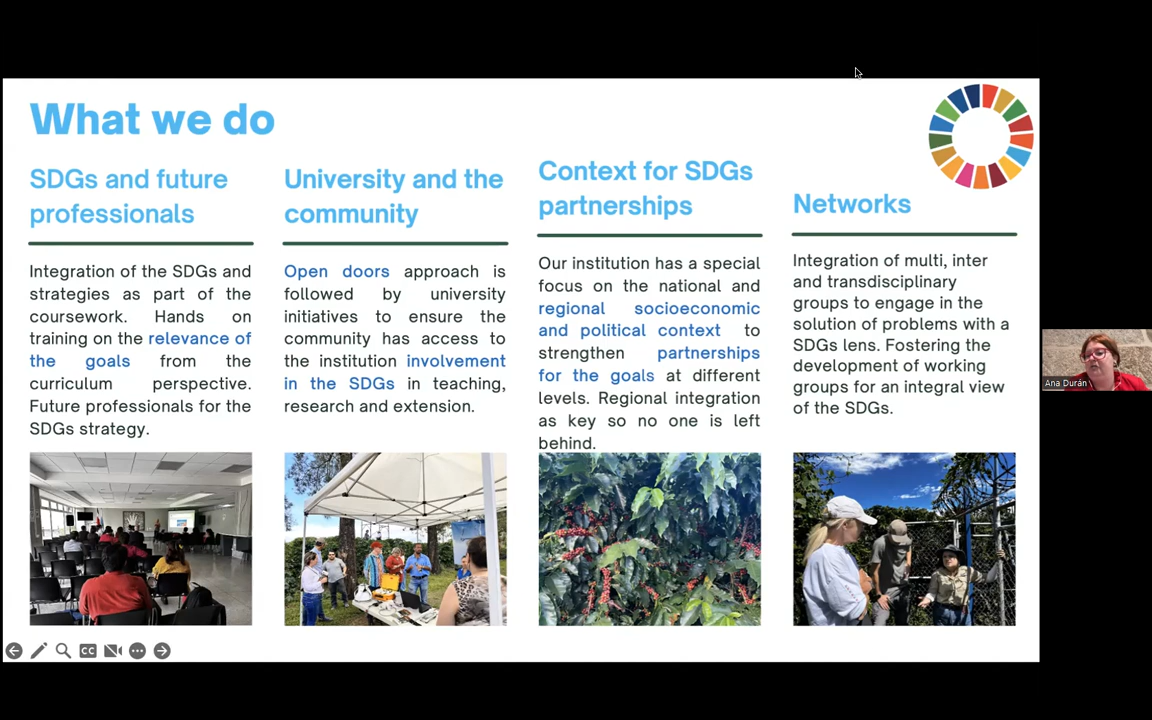 What we do
SDGs and future
professionals
Integration of the SDGs and
strategies as part of the
coursework. Hands on
training on the relevance of
the goals from the
curriculum perspective.
Future professionals for the
SDGs strategy.
University and the
community
Open doors approach is
followed by university
initiatives to ensure the
community has access to
the institution involvement
in the SDGs in teaching,
research and extension.
Context for SDGs
partnerships
Our institution has a special
focus on the national and
regional socioeconomic
and political context to
strengthen partnerships
for the goals at different
levels. Regional integration
as key so no one is left
behind.
Networks
Integration of multi, inter
and transdisciplinary
groups to engage in the
solution of problems with a
SDGs lens. Fostering the
development of working
groups for an integral view
of the SDGs.
Ana Durán
CC